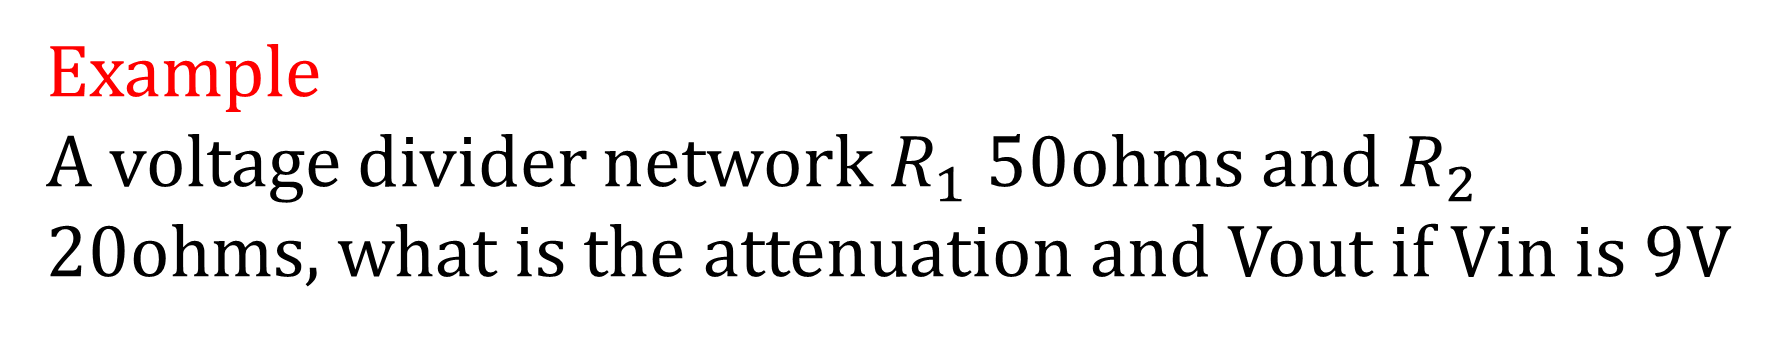 Example
A voltage divider network R₁ 50ohms and R₂
20ohms, what is the attenuation and Vout if Vin is 9V